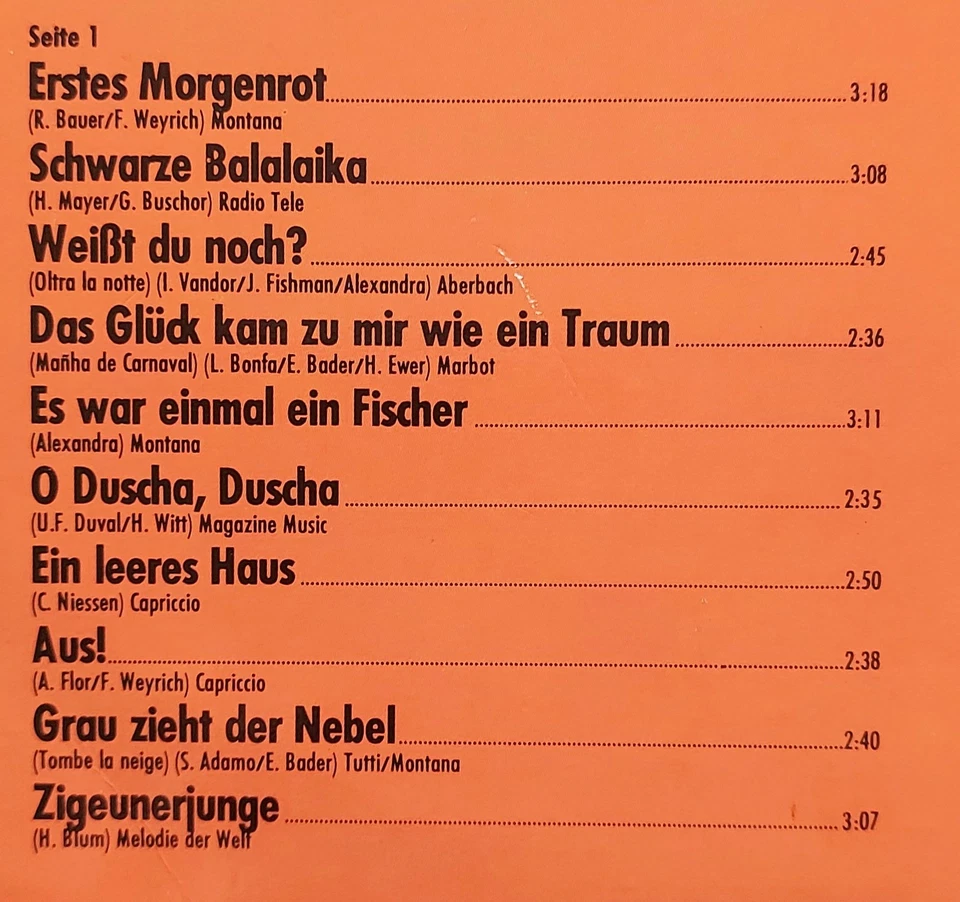 Seite 1
Erstes Morgenrot 3:18
(R. Bauer/F. Weyrich) Montana
Schwarze Balalaika 3:08
(H. Mayer/G. Buschor) Radio Tele
Weißt du noch? 2:45
(Oltra la notte) (I. Vandor/J. Fishman/Alexandra) Aberbach
Das Glück kam zu mir wie ein Traum 2:36
(Mañha de Carnaval) (L. Bonfa/E. Bader/H. Ewer) Marbot
Es war einmal ein Fischer 3:11
(Alexandra) Montana
O Duscha, Duscha 2:35
(U.F. Duval/H. Witt) Magazine Music
Ein leeres Haus 2:50
(C. Niessen) Capriccio
Aus! 2:38
(A. Flor/F. Weyrich) Capriccio
Grau zieht der Nebel 2:40
(Tombe la neige) (S. Adamo/E. Bader) Tutti/Montana
Zigeunerjunge 3:07
(H. Blum) Melodie der Welt